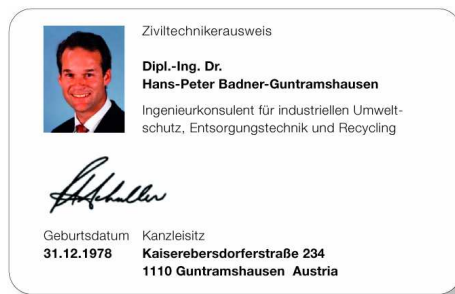 Ziviltechnikerausweis
Dipl.-Ing. Dr.
Hans-Peter Badner-Guntramshausen
Ingenieurkonsulent für industriellen Umwelt-
schutz, Entsorgungstechnik und Recycling
Geburtsdatum Kanzleisitz
31.12.1978 Kaiserebersdorferstraße 234
1110 Guntramshausen Austria